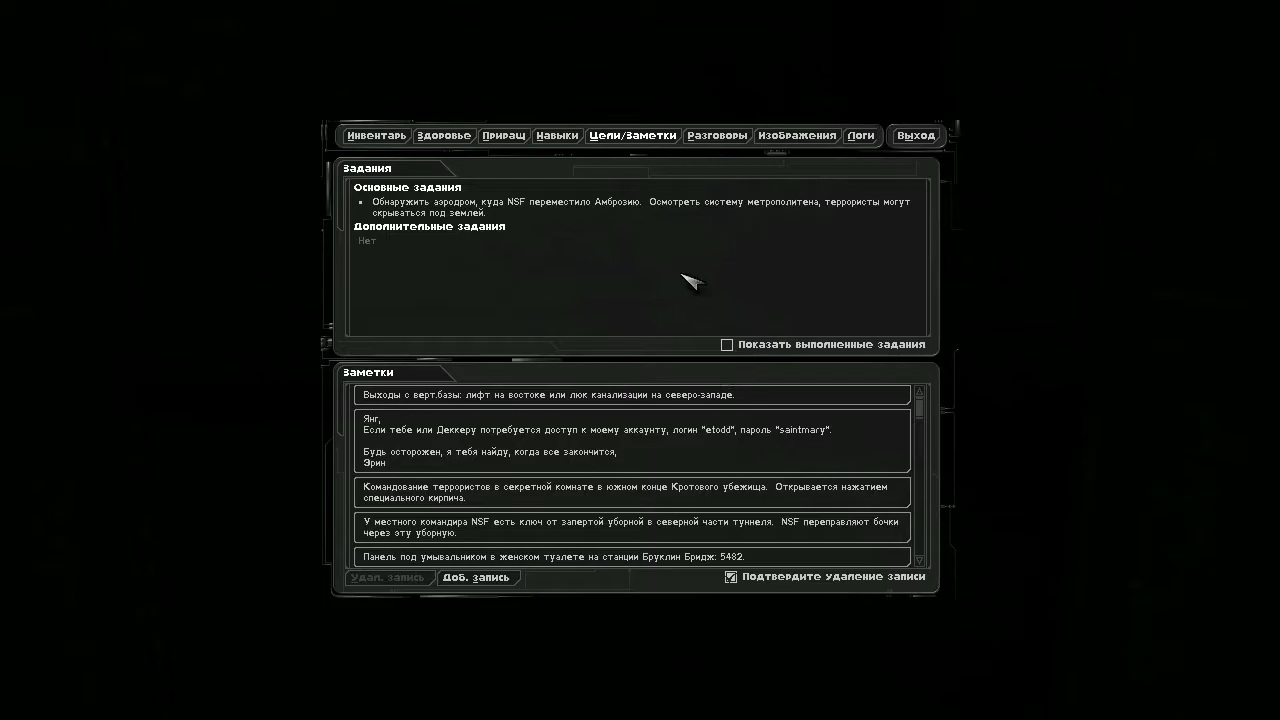 Инвентарь Здоровье Приращ Навыки Цели/Заметки Разговоры Изображения Логи Выход
Задания
Основные задания
▪ Обнаружить аэродром, куда NSF переместило Амброзию. Осмотреть систему метрополитена, террористы могут
скрываться под землей.
Дополнительные задания
Нет
Показать выполненные задания
Заметки
Выходы с верт.базы: лифт на востоке или люк канализации на северо-западе.
Янг,
Если тебе или Деккеру потребуется доступ к моему аккаунту, логин "etodd", пароль "saintmary".
Будь осторожен, я тебя найду, когда все закончится,
Эрин
Командование террористов в секретной комнате в южном конце Кротового убежища. Открывается нажатием
специального кирпича.
У местного командира NSF есть ключ от запертой уборной в северной части туннеля. NSF переправляют бочки
через эту уборную.
Панель под умывальником в женском туалете на станции Бруклин Бридж: 5482.
Удал. запись Доб. запись Подтвердите удаление записи